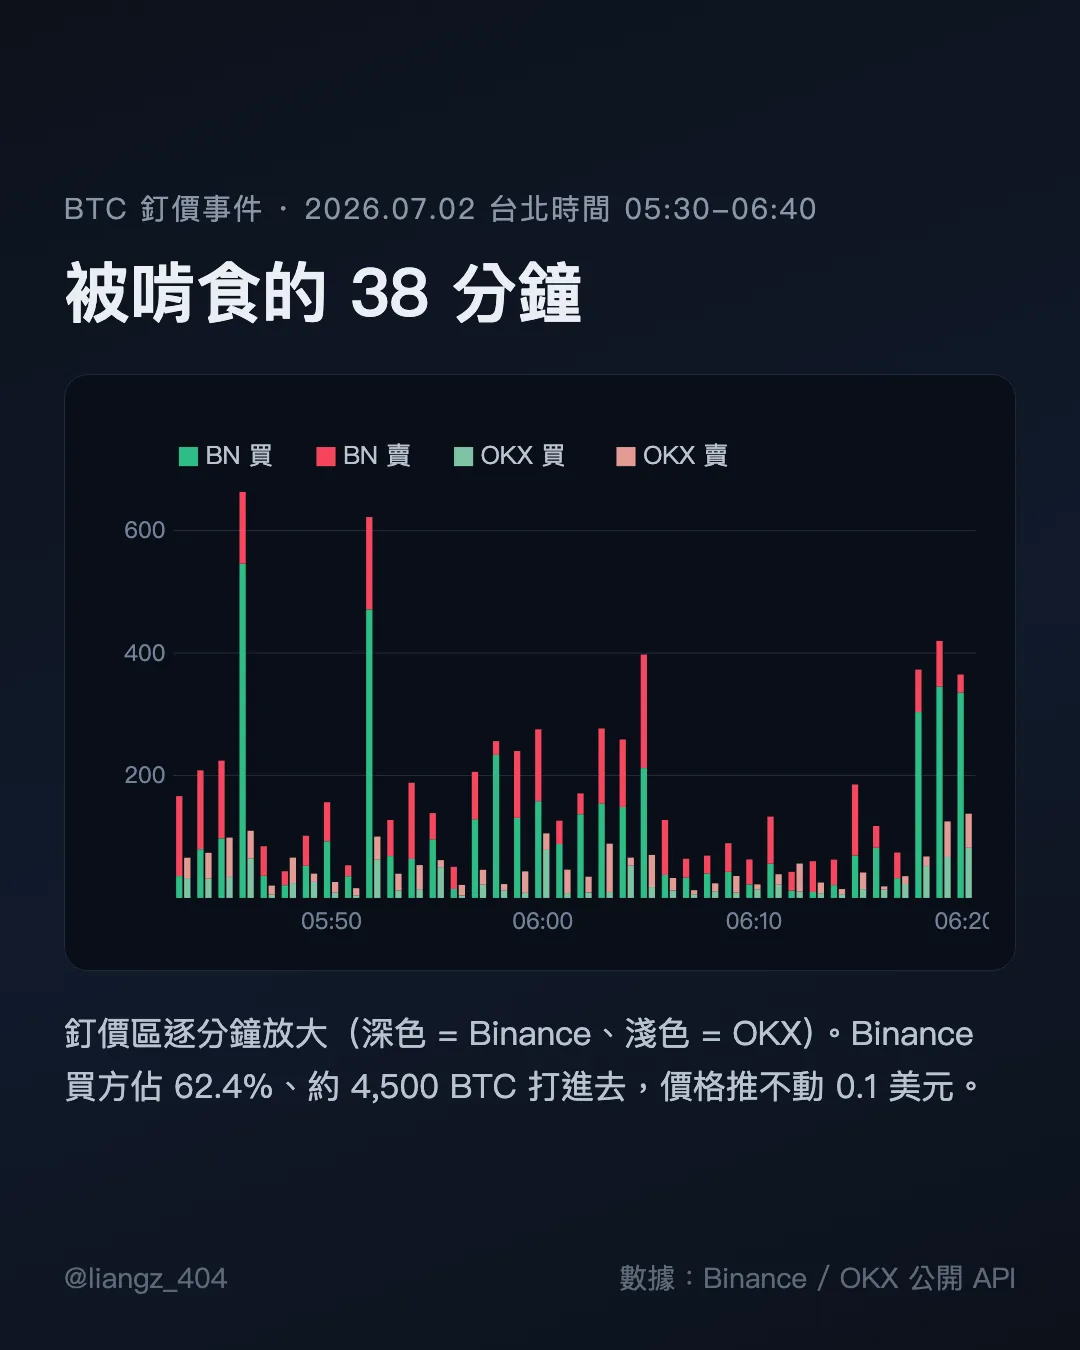 BTC 釘價事件 · 2026.07.02 台北時間 05:30–06:40
被啃食的 38 分鐘
BN 買 BN 賣 OKX 買 OKX 賣
600
400
200
05:50 06:00 06:10 06:20
釘價區逐分鐘放大（深色 = Binance、淺色 = OKX）。Binance
買方佔 62.4%、約 4,500 BTC 打進去，價格推不動 0.1 美元。
@liangz_404 數據：Binance / OKX 公開 API